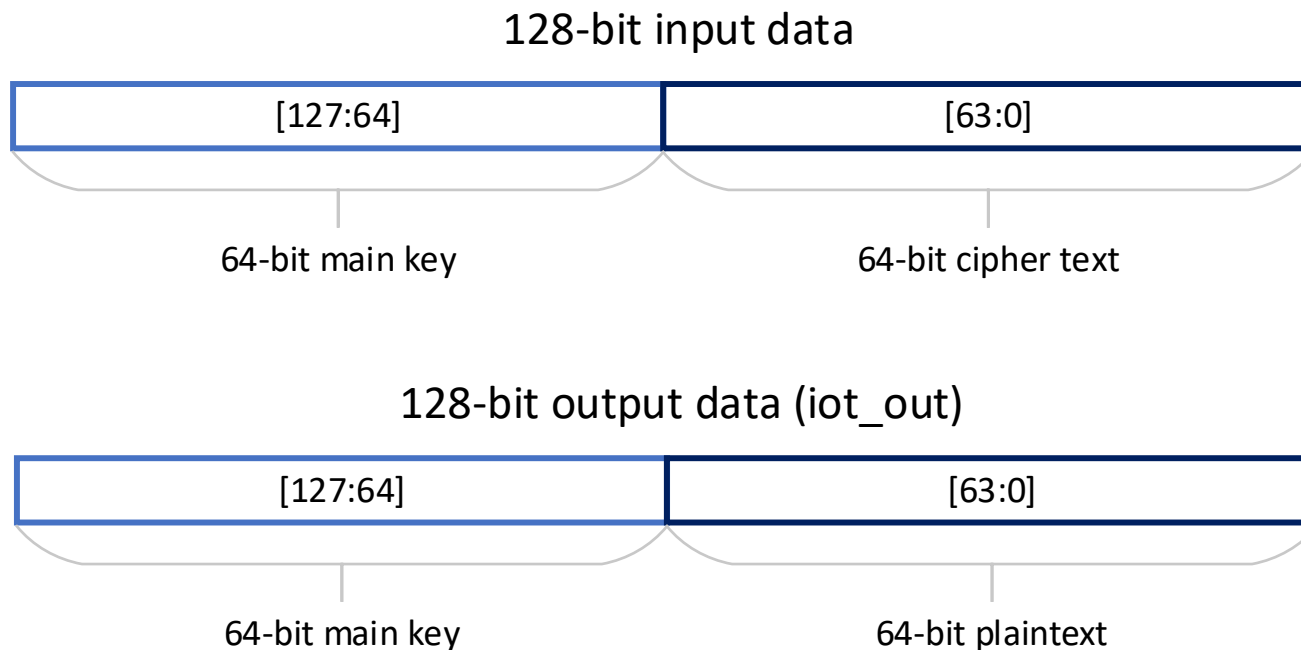 128-bit input data
[127:64] [63:0]
64-bit main key 64-bit cipher text
128-bit output data (iot_out)
[127:64] [63:0]
64-bit main key 64-bit plaintext